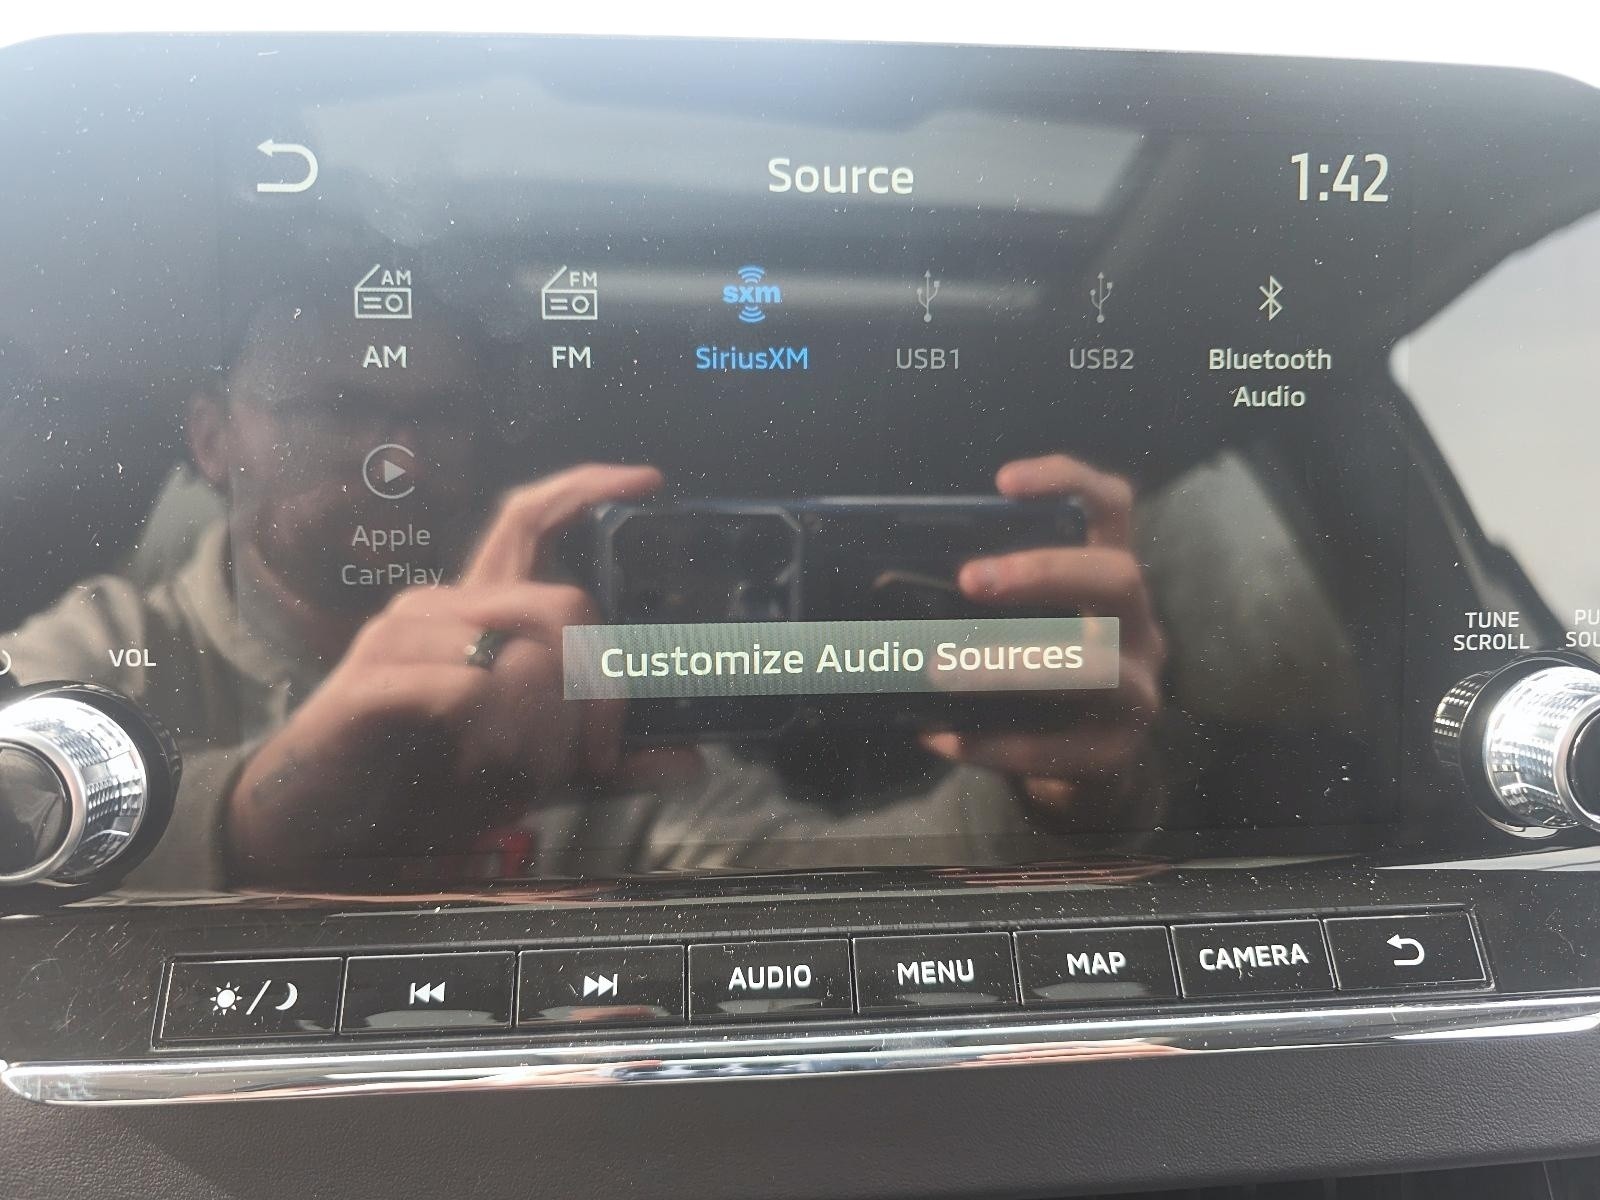 Source
1:42
AM
FM
sxm
AM
FM
SiriusXM
USB1
USB2
Bluetooth
Audio
Apple
CarPlay
Customize Audio Sources
VOL
TUNE
SCROLL
AUDIO
MENU
MAP
CAMERA